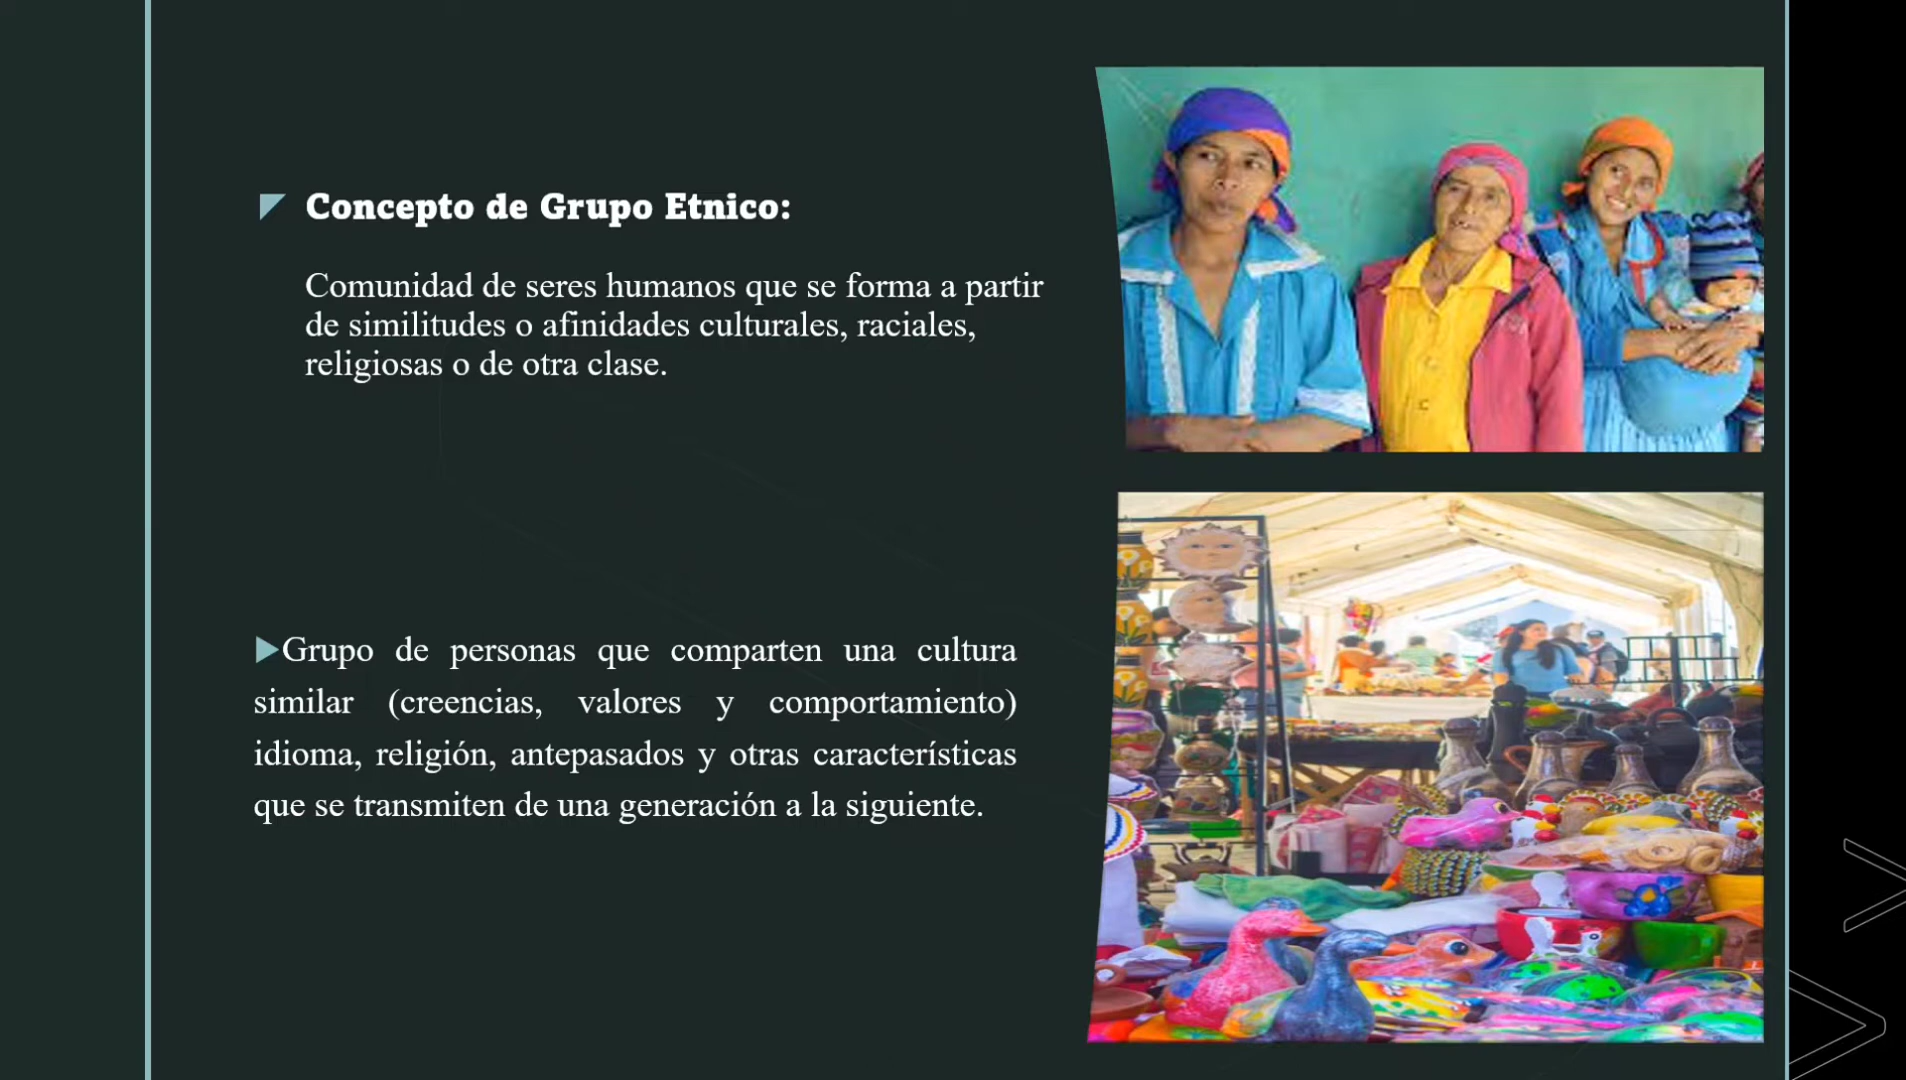 Concepto de Grupo Etnico:
Comunidad de seres humanos que se forma a partir
de similitudes o afinidades culturales, raciales,
religiosas o de otra clase.
Grupo de personas que comparten una cultura
similar (creencias, valores y comportamiento)
idioma, religión, antepasados y otras características
que se transmiten de una generación a la siguiente.